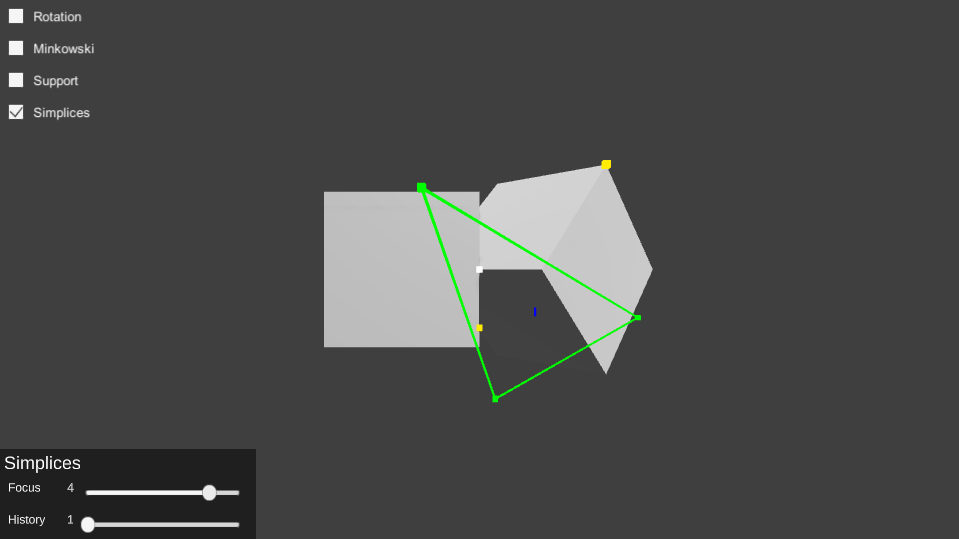 Rotation
Minkowski
Support
Simplices
Simplices
Focus 4
History 1